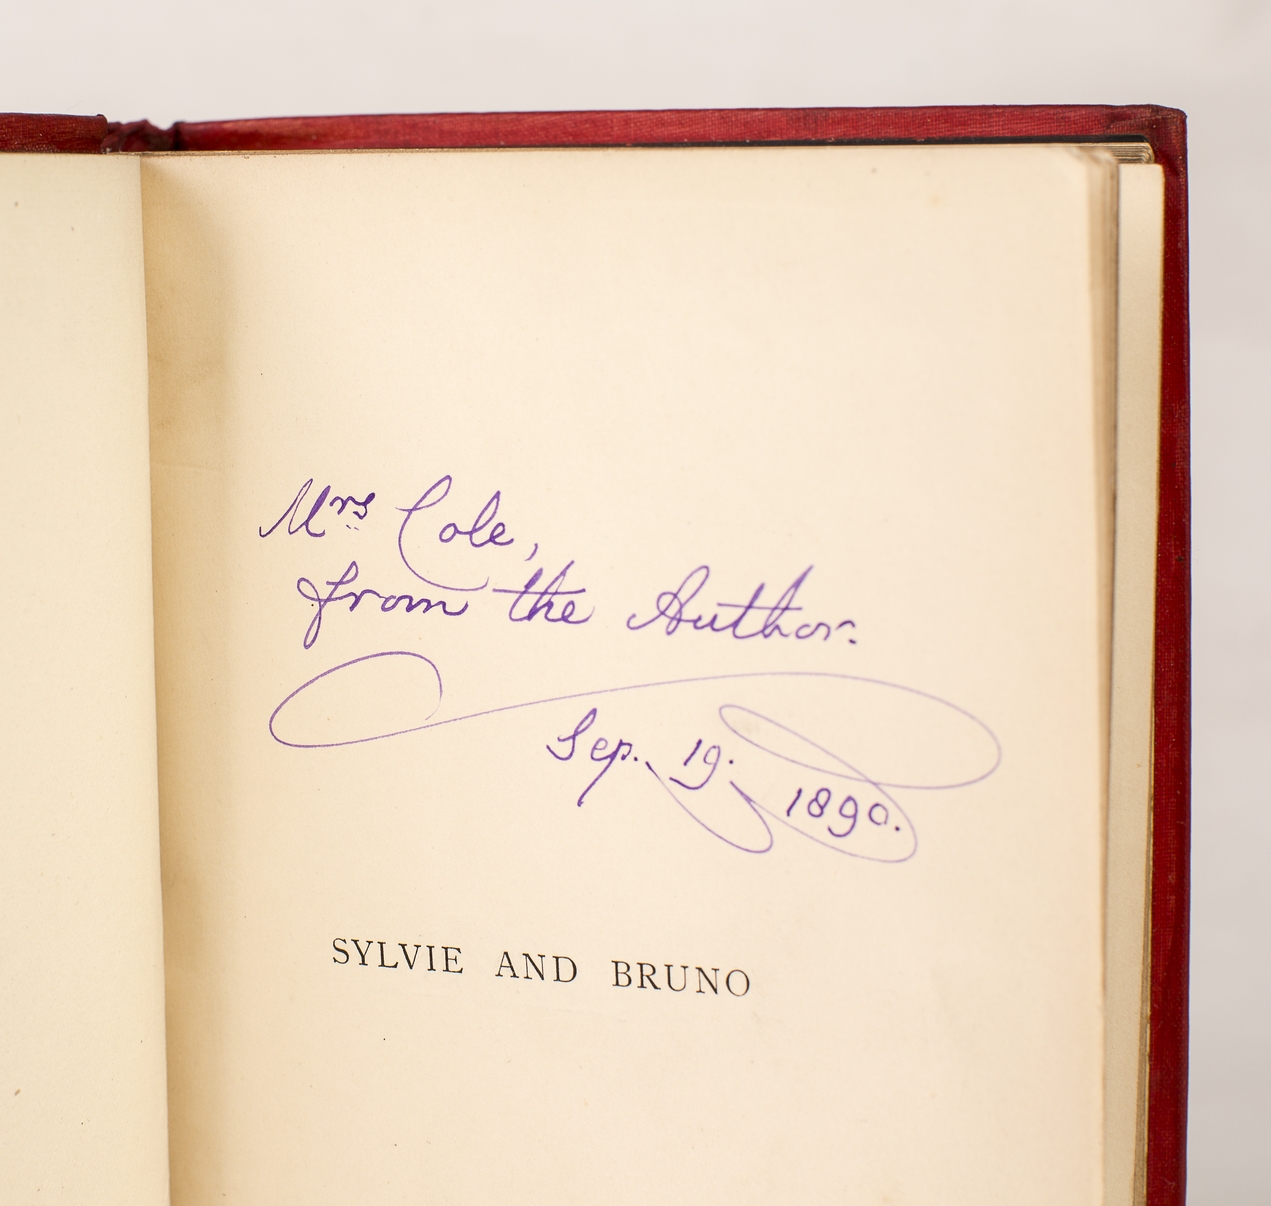 Mrs Cole,
from the Author.
Sep. 19. 1890.
SYLVIE AND BRUNO